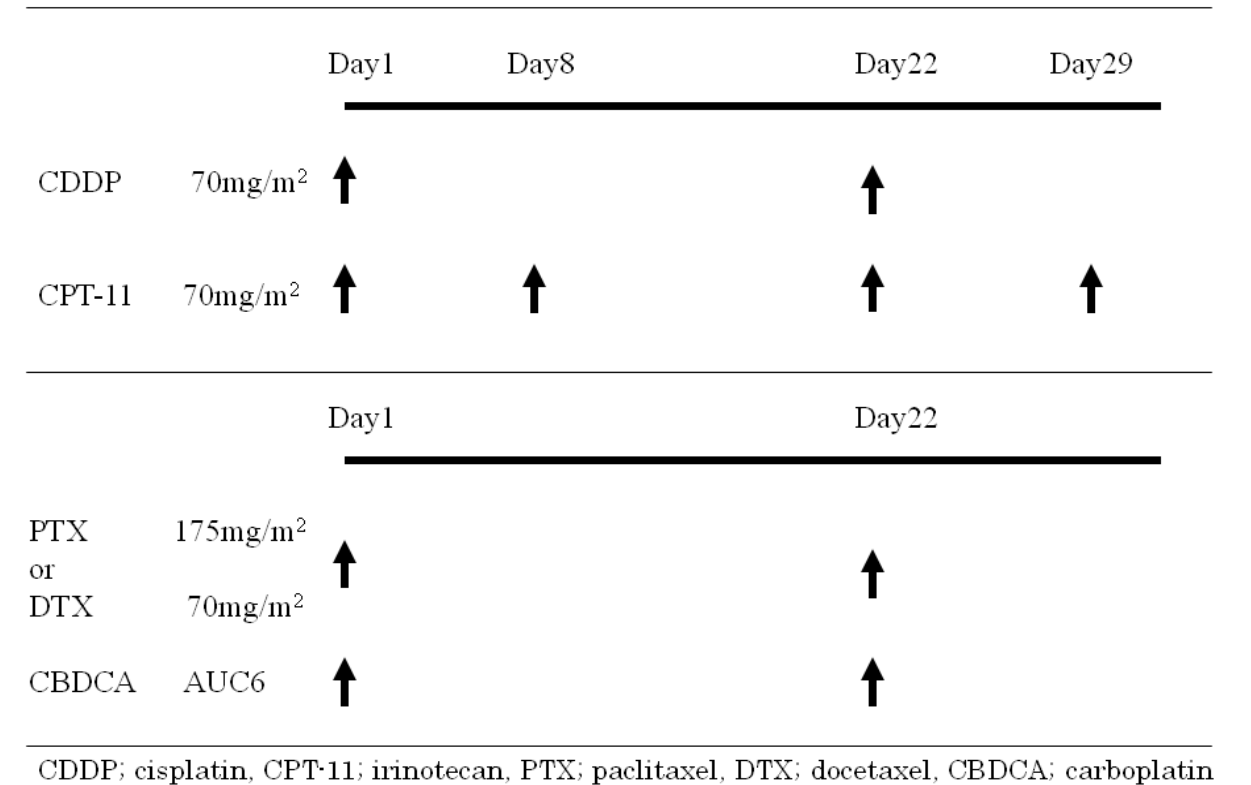 Day1 Day8 Day22 Day29
CDDP 70mg/m²
CPT-11 70mg/m²
Day1 Day22
PTX 175mg/m²
or
DTX 70mg/m²
CBDCA AUC6
CDDP; cisplatin, CPT-11; irinotecan, PTX; paclitaxel, DTX; docetaxel, CBDCA; carboplatin